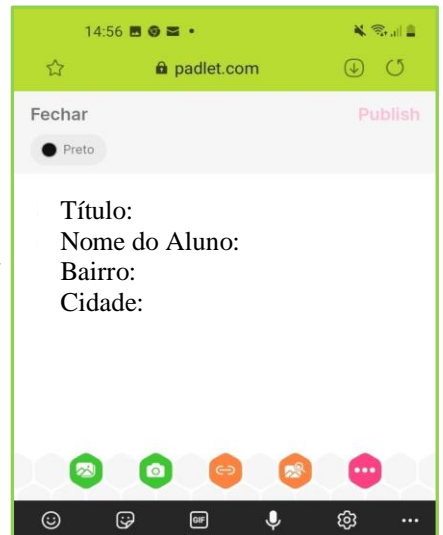 14:56
padlet.com
Fechar
Publish
Preto
Título:
Nome do Aluno:
Bairro:
Cidade:
GIF